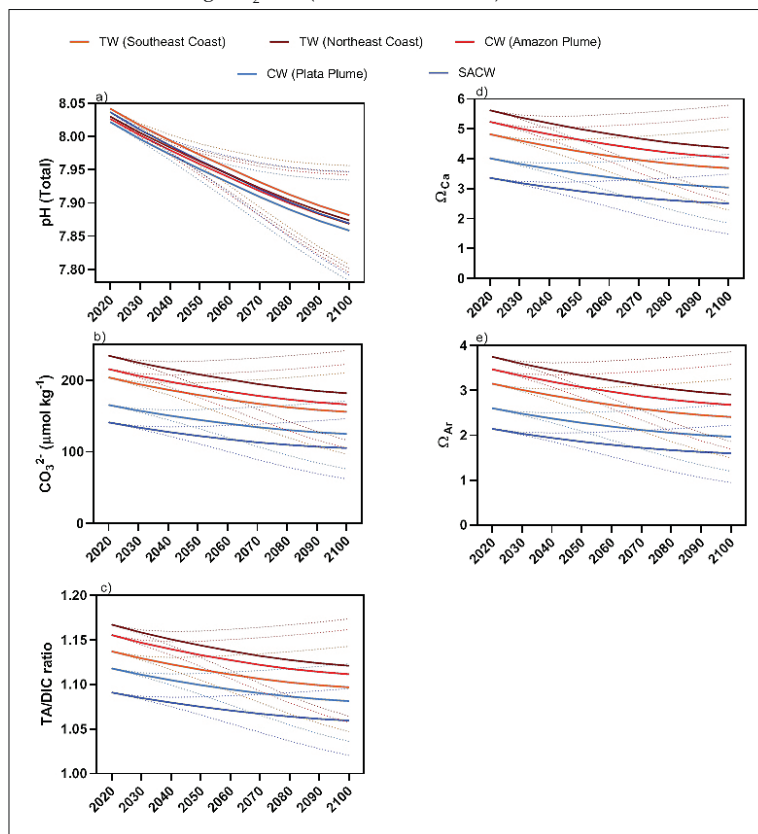 TW (Southeast Coast) TW (Northeast Coast) CW (Amazon Plume)
CW (Plata Plume) SACW
a)
pH (Total)
8.05
8.00
7.95
7.90
7.85
7.80
2020 2030 2040 2050 2060 2070 2080 2090 2100
d)
Ω Ca
6
5
4
3
2
1
0
2020 2030 2040 2050 2060 2070 2080 2090 2100
b)
CO₃²⁻ (µmol kg⁻¹)
200
100
0
2020 2030 2040 2050 2060 2070 2080 2090 2100
e)
Ω Ar
4
3
2
1
0
2020 2030 2040 2050 2060 2070 2080 2090 2100
c)
TA/DIC ratio
1.20
1.15
1.10
1.05
1.00
2020 2030 2040 2050 2060 2070 2080 2090 2100